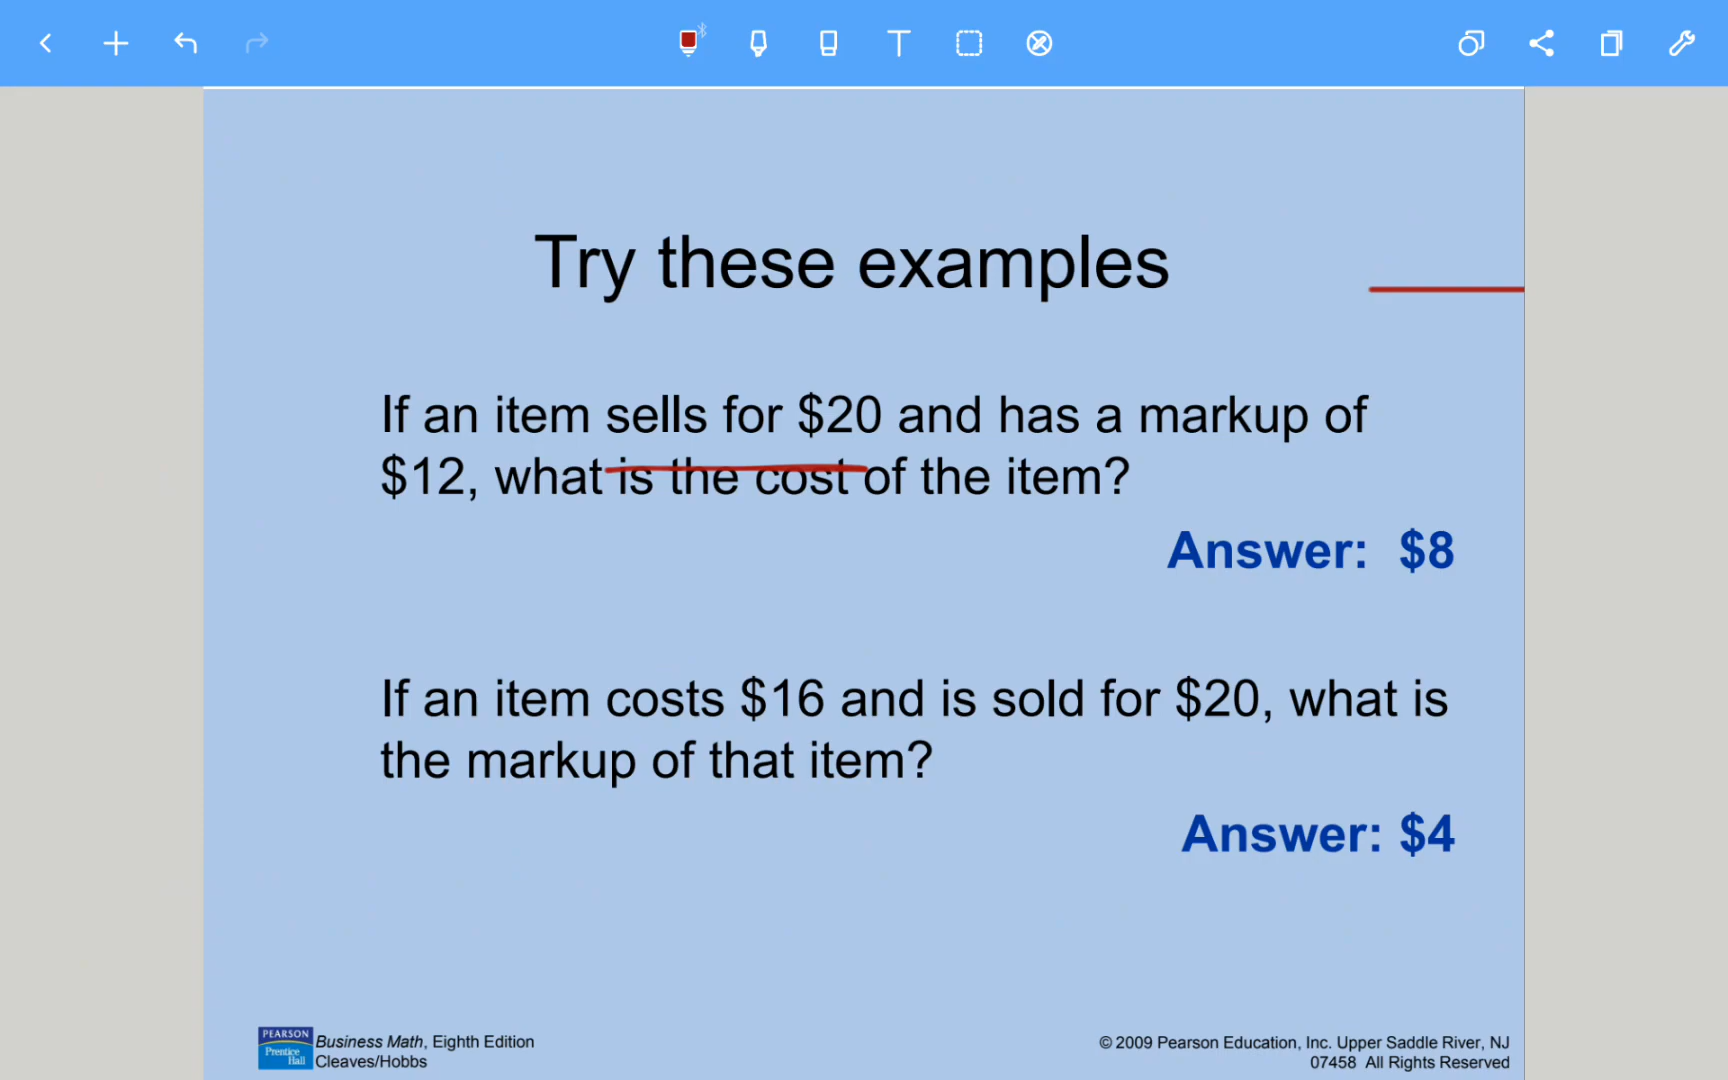 Try these examples
If an item sells for $20 and has a markup of
$12, what is the cost of the item?
Answer: $8
If an item costs $16 and is sold for $20, what is
the markup of that item?
Answer: $4
PEARSON
Prentice
Hall
Business Math, Eighth Edition
Cleaves/Hobbs
© 2009 Pearson Education, Inc. Upper Saddle River, NJ
07458 All Rights Reserved